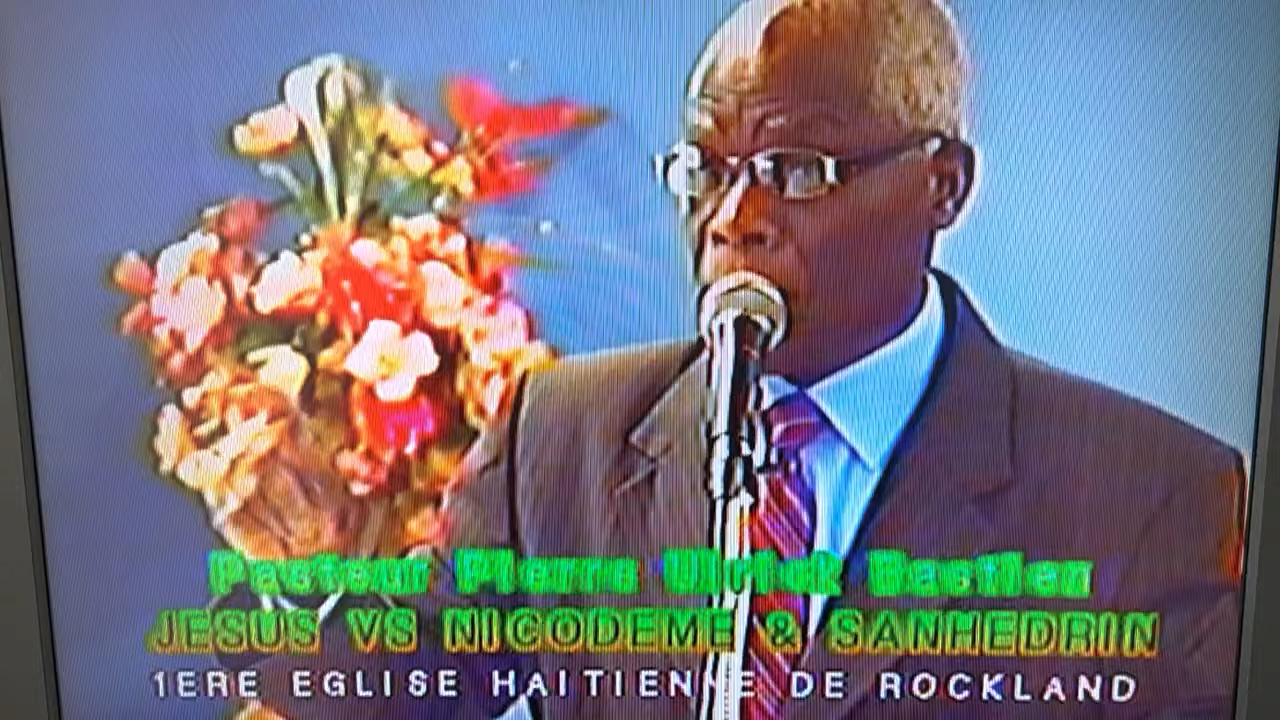 Pasteur Pierre Ulrick Bastien
JESUS VS NICODEME & SANHEDRIN
1ERE EGLISE HAITIENNE DE ROCKLAND